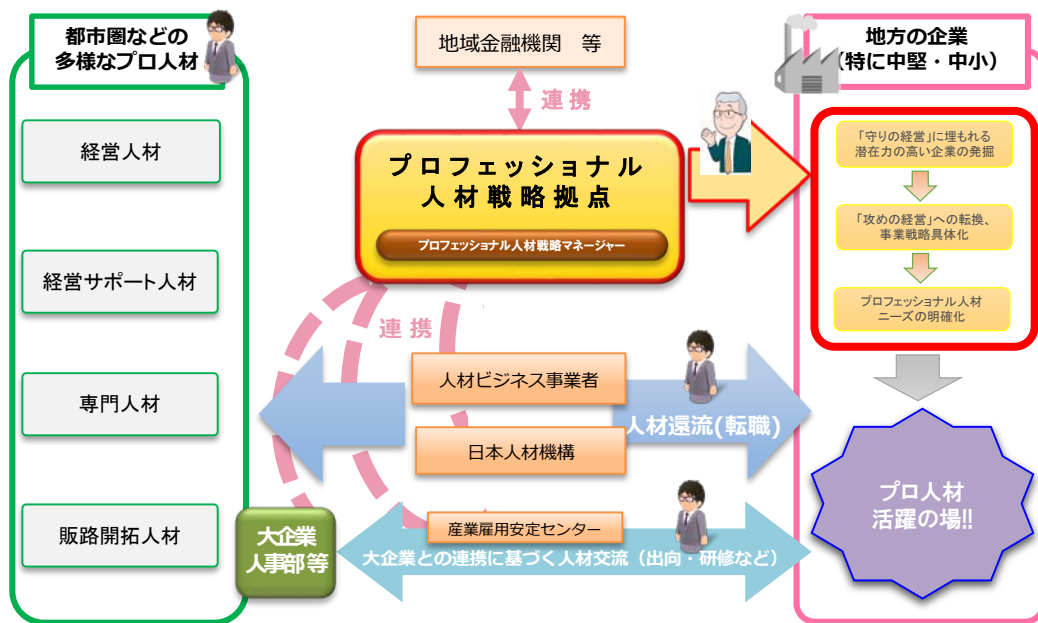 都市圏などの
多様なプロ人材
経営人材
経営サポート人材
専門人材
販路開拓人材
大企業
人事部等
地域金融機関　等
連携
プロフェッショナル
人材戦略拠点
プロフェッショナル人材戦略マネージャー
連携
人材ビジネス事業者
人材還流(転職)
日本人材機構
産業雇用安定センター
大企業との連携に基づく人材交流（出向・研修など）
地方の企業
（特に中堅・中小）
「守りの経営」に埋もれる
潜在力の高い企業の発掘
「攻めの経営」への転換、
事業戦略具体化
プロフェッショナル人材
ニーズの明確化
プロ人材
活躍の場!!